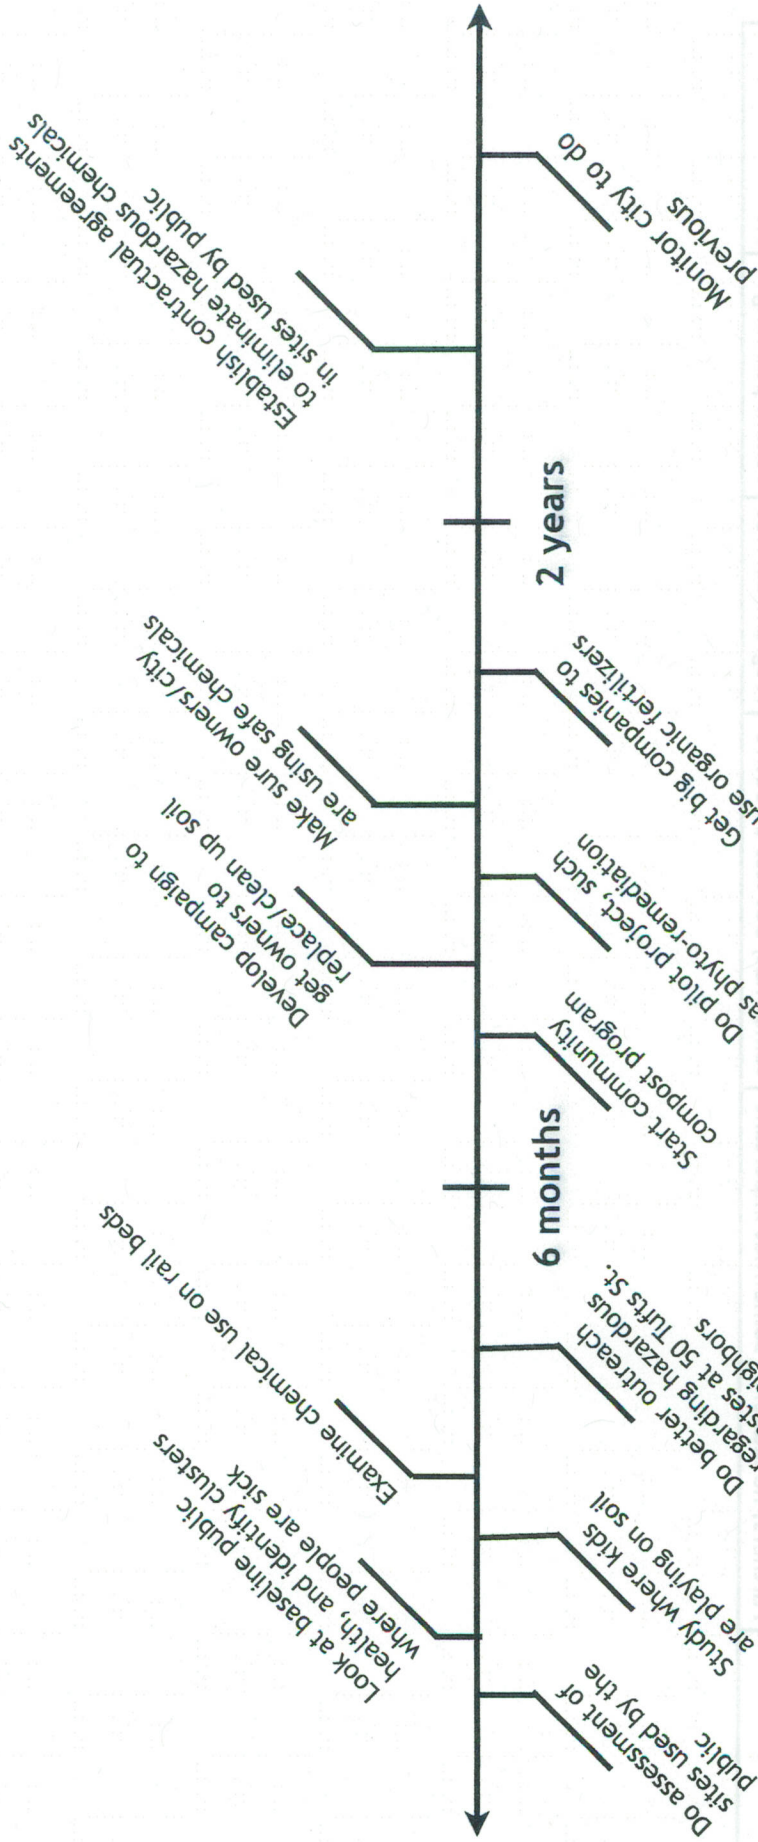 Do assessment of
sites used by the
public
Look at baseline public
health, and identify clusters
where people are sick
Study where kids
are playing on soil
Examine chemical use on rail beds
Do better outreach
regarding hazardous
at 50 Tufts St.
6 months
Start community
compost program
Develop campaign to
get owners to
replace/clean up soil
Do pilot project, such
as phyto-remediation
Make sure owners/city
are using safe chemicals
Get big companies to
use organic fertilizers
2 years
Establish contractual agreements
to eliminate hazardous chemicals
in sites used by public
Monitor city to do
previous